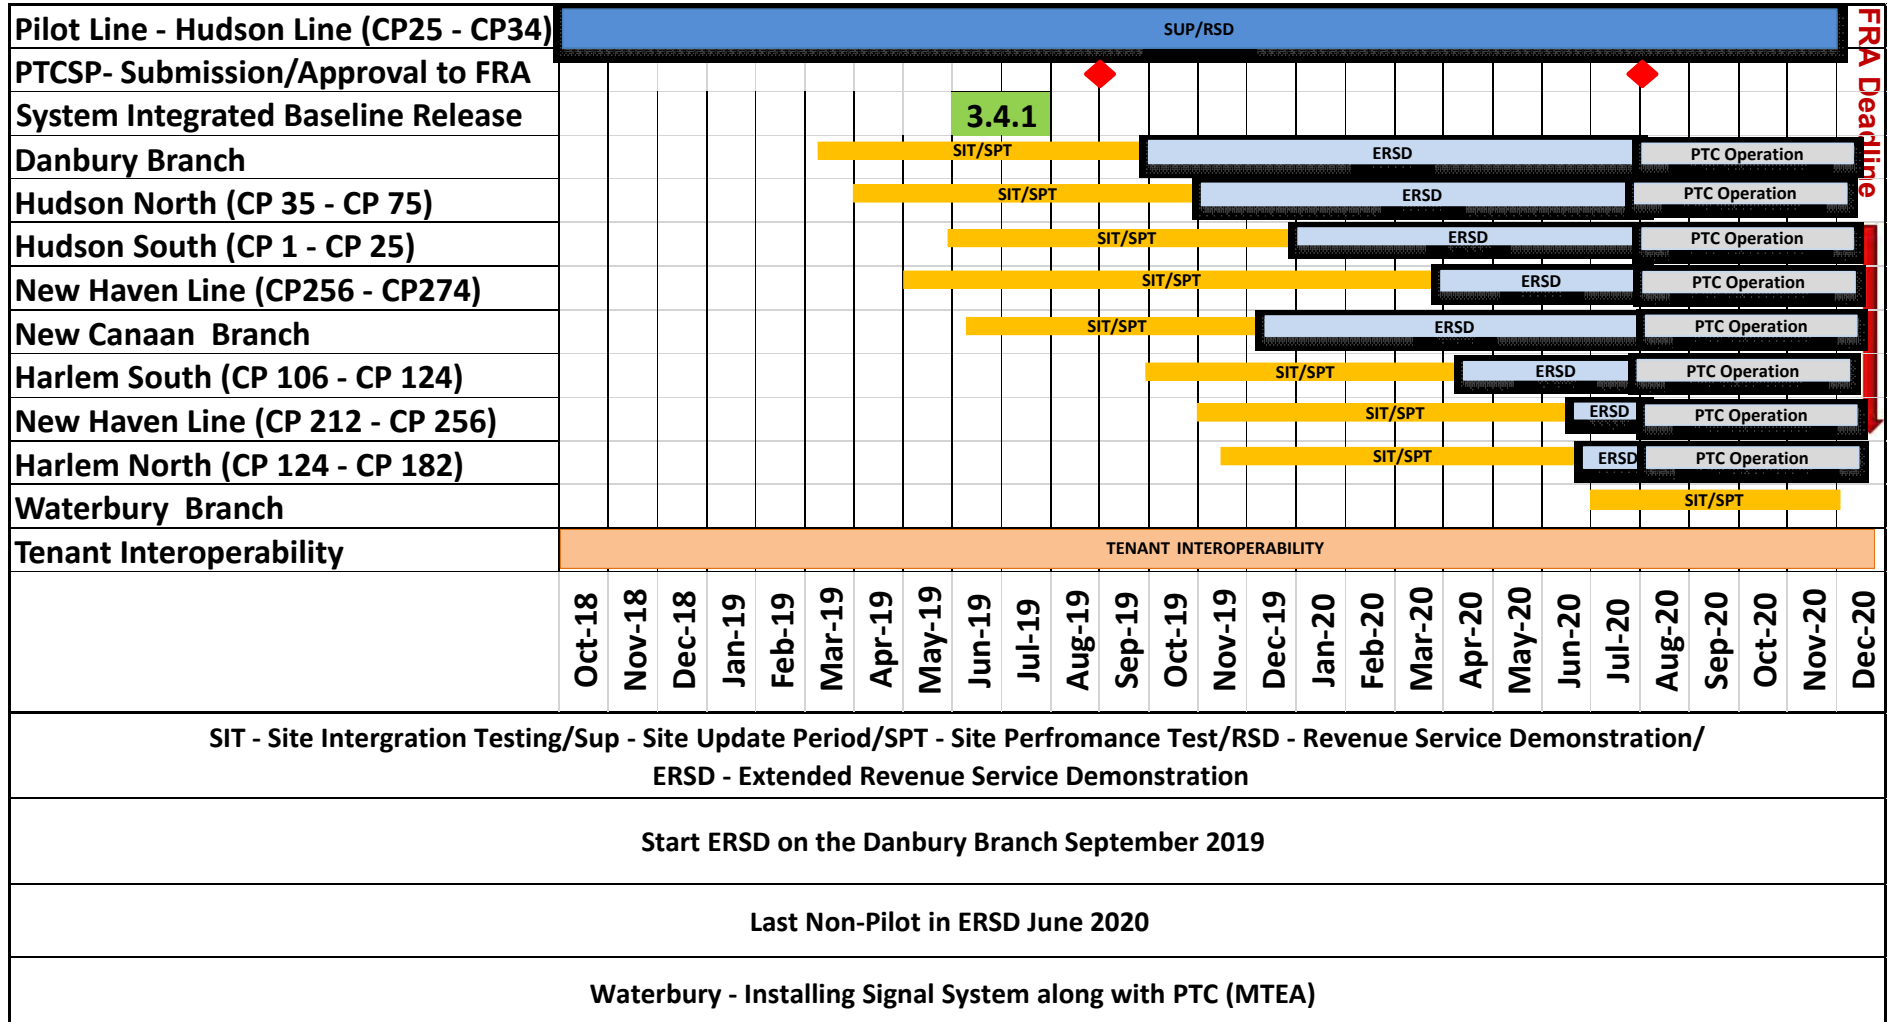 Pilot Line - Hudson Line (CP25 - CP34)
SUP/RSD
FRA Deadline
PTCSP- Submission/Approval to FRA
System Integrated Baseline Release
3.4.1
Danbury Branch
SIT/SPT
ERSD
PTC Operation
Hudson North (CP 35 - CP 75)
SIT/SPT
ERSD
PTC Operation
Hudson South (CP 1 - CP 25)
SIT/SPT
ERSD
PTC Operation
New Haven Line (CP256 - CP274)
SIT/SPT
ERSD
PTC Operation
New Canaan  Branch
SIT/SPT
ERSD
PTC Operation
Harlem South (CP 106 - CP 124)
SIT/SPT
ERSD
PTC Operation
New Haven Line (CP 212 - CP 256)
SIT/SPT
ERSD
PTC Operation
Harlem North (CP 124 - CP 182)
SIT/SPT
ERSD
PTC Operation
Waterbury  Branch
SIT/SPT
Tenant Interoperability
TENANT INTEROPERABILITY
Oct-18
Nov-18
Dec-18
Jan-19
Feb-19
Mar-19
Apr-19
May-19
Jun-19
Jul-19
Aug-19
Sep-19
Oct-19
Nov-19
Dec-19
Jan-20
Feb-20
Mar-20
Apr-20
May-20
Jun-20
Jul-20
Aug-20
Sep-20
Oct-20
Nov-20
Dec-20
SIT - Site Intergration Testing/Sup - Site Update Period/SPT - Site Perfromance Test/RSD - Revenue Service Demonstration/
ERSD - Extended Revenue Service Demonstration
Start ERSD on the Danbury Branch September 2019
Last Non-Pilot in ERSD June 2020
Waterbury - Installing Signal System along with PTC (MTEA)